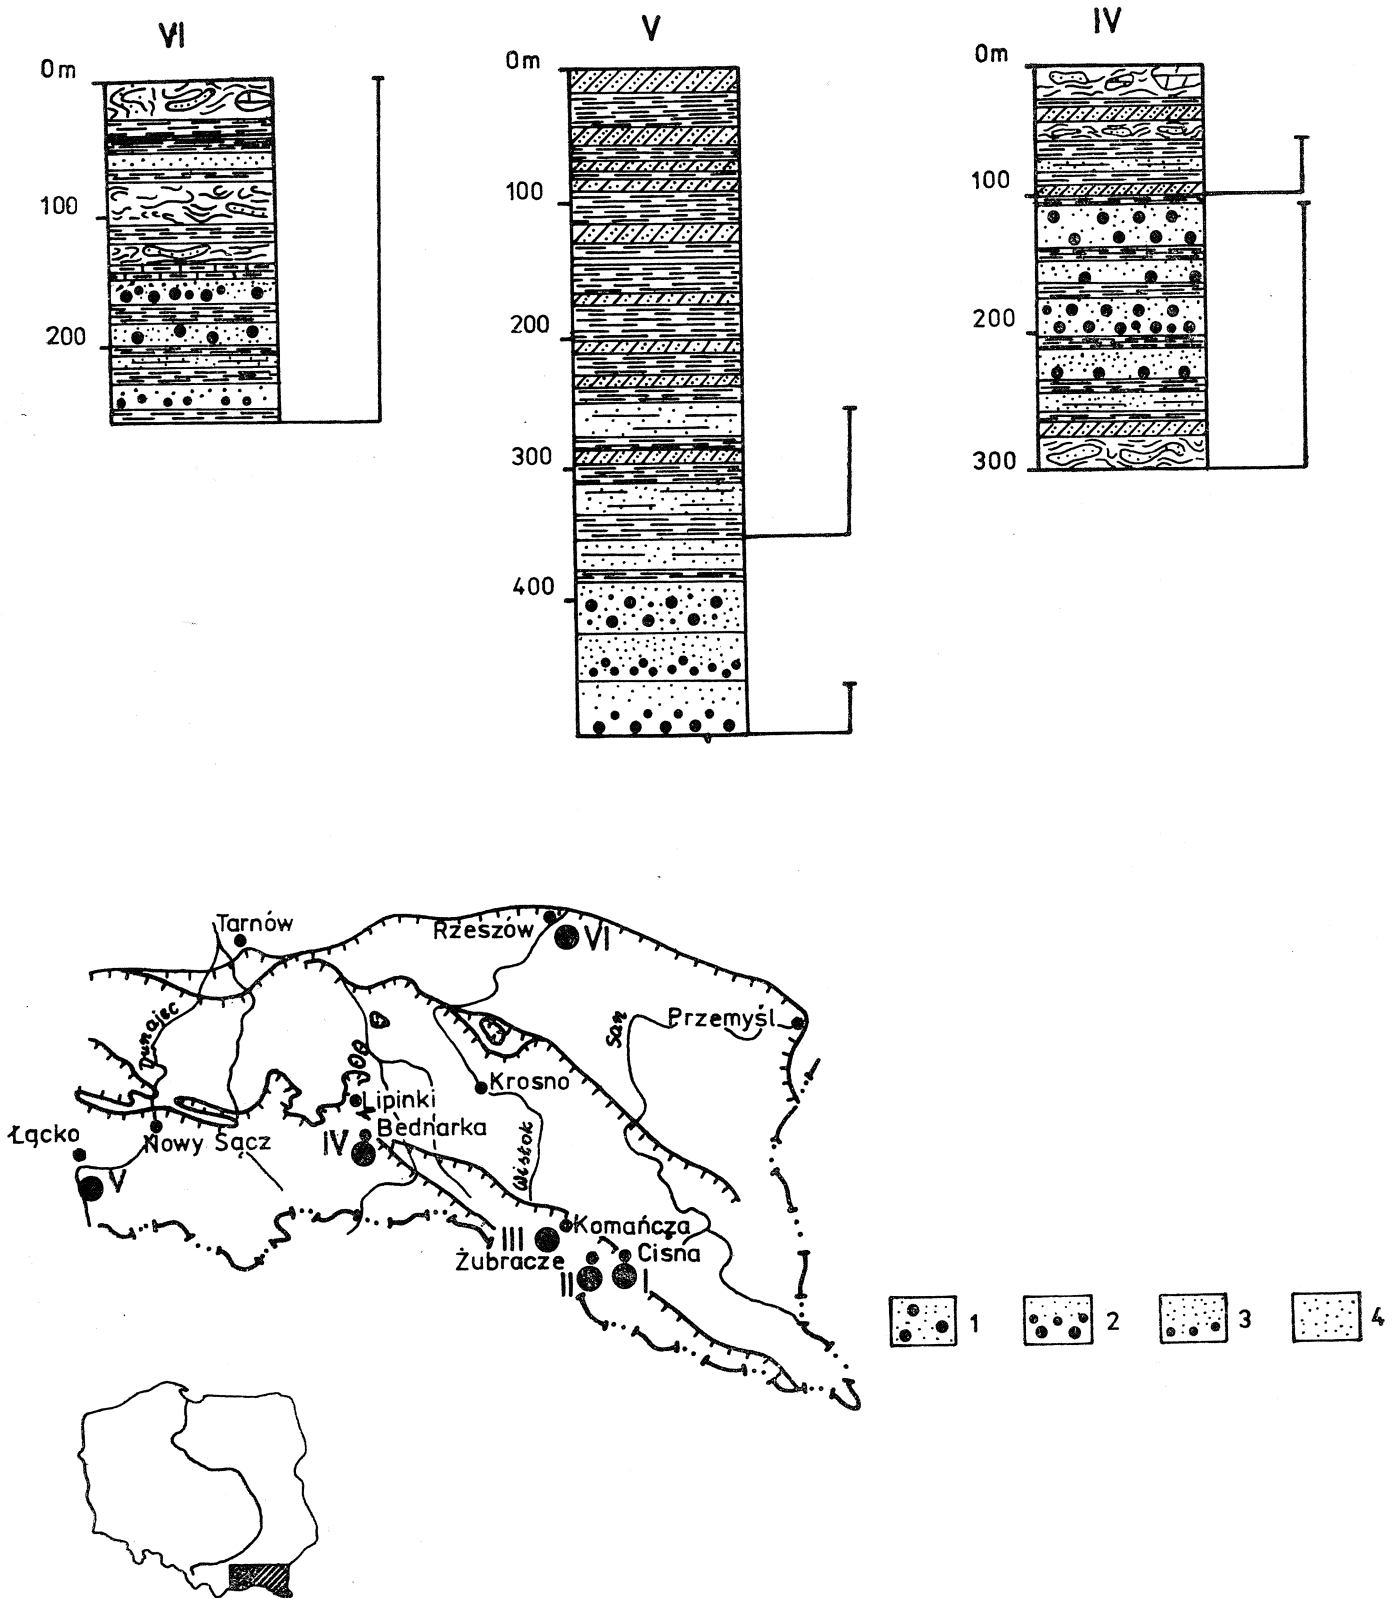 VI
0m
100
200
V
0m
100
200
300
400
IV
0m
100
200
300
Tarnów
Rzeszów
VI
Dunajec
San
Przemyśl
Krosno
Lipinki
Bednarka
IV
Łącko
Nowy Sącz
V
Wisłok
Komańcza
III
Żubracze
Cisna
II
I
1
2
3
4